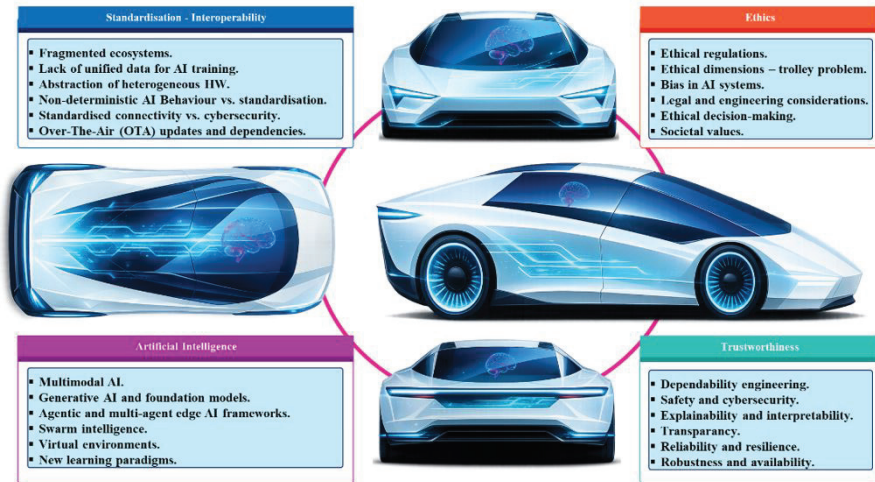 Standardisation - Interoperability
▪ Fragmented ecosystems.
▪ Lack of unified data for AI training.
▪ Abstraction of heterogeneous HW.
▪ Non-deterministic AI Behaviour vs. standardisation.
▪ Standardised connectivity vs. cybersecurity.
▪ Over-The-Air (OTA) updates and dependencies.
Ethics
▪ Ethical regulations.
▪ Ethical dimensions – trolley problem.
▪ Bias in AI systems.
▪ Legal and engineering considerations.
▪ Ethical decision-making.
▪ Societal values.
Artificial Intelligence
▪ Multimodal AI.
▪ Generative AI and foundation models.
▪ Agentic and multi-agent edge AI frameworks.
▪ Swarm intelligence.
▪ Virtual environments.
▪ New learning paradigms.
Trustworthiness
▪ Dependability engineering.
▪ Safety and cybersecurity.
▪ Explainability and interpretability.
▪ Transparancy.
▪ Reliability and resilience.
▪ Robustness and availability.